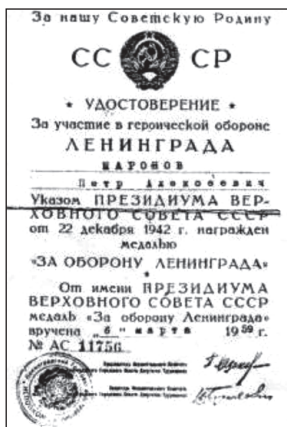 За нашу Советскую Родину
СС СР
★ УДОСТОВЕРЕНИЕ ★
За участие в героической обороне
ЛЕНИНГРАДА
ШАРОНОВ
Петр Алексеевич
Указом ПРЕЗИДИУМА ВЕР-
ХОВНОГО СОВЕТА СССР
от 22 декабря 1942 г. награжден
медалью
«ЗА ОБОРОНУ ЛЕНИНГРАДА»
★
От имени ПРЕЗИДИУМА
ВЕРХОВНОГО СОВЕТА СССР
медаль «За оборону Ленинграда»
вручена „6" марта 1959 г.
№ АС 11756